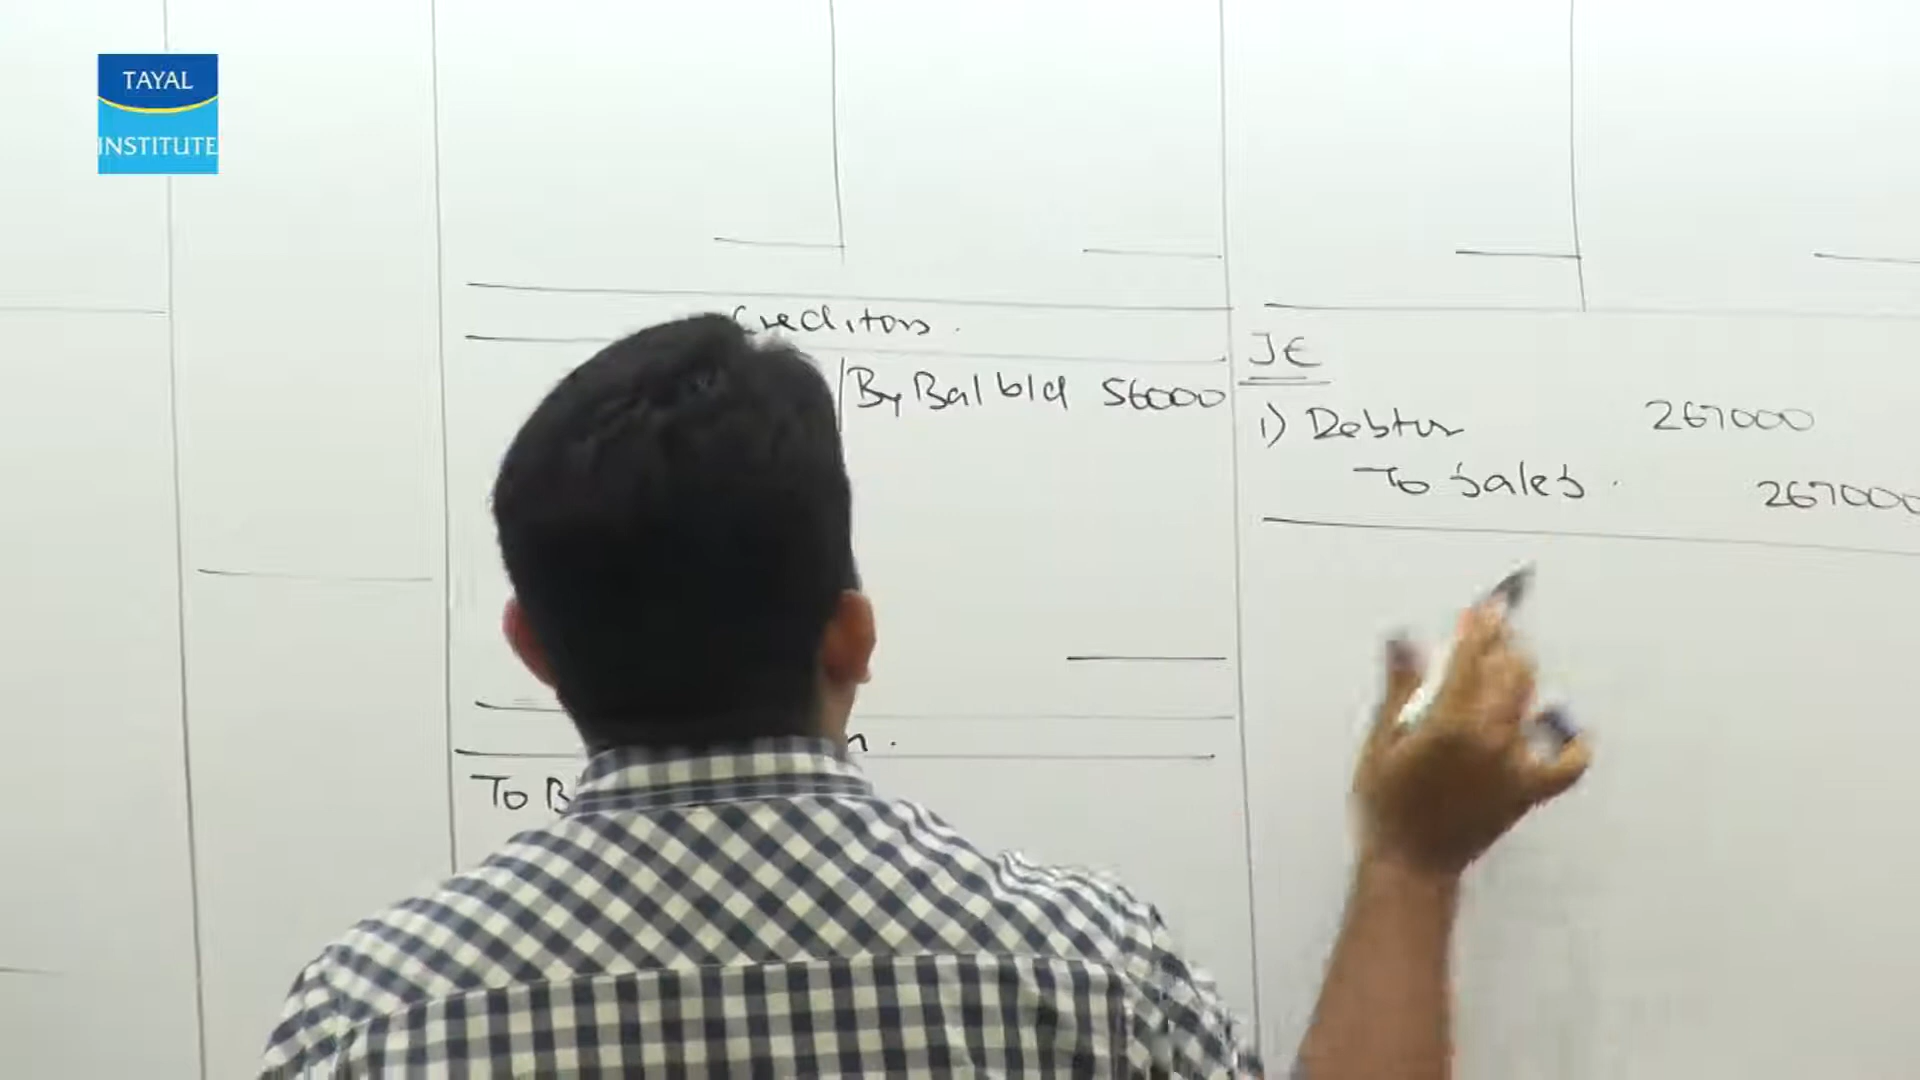 TAYAL
INSTITUTE
Creditors.
By Bal b/d 56000
JE
1) Debtor 267000
To Sales. 267000
To